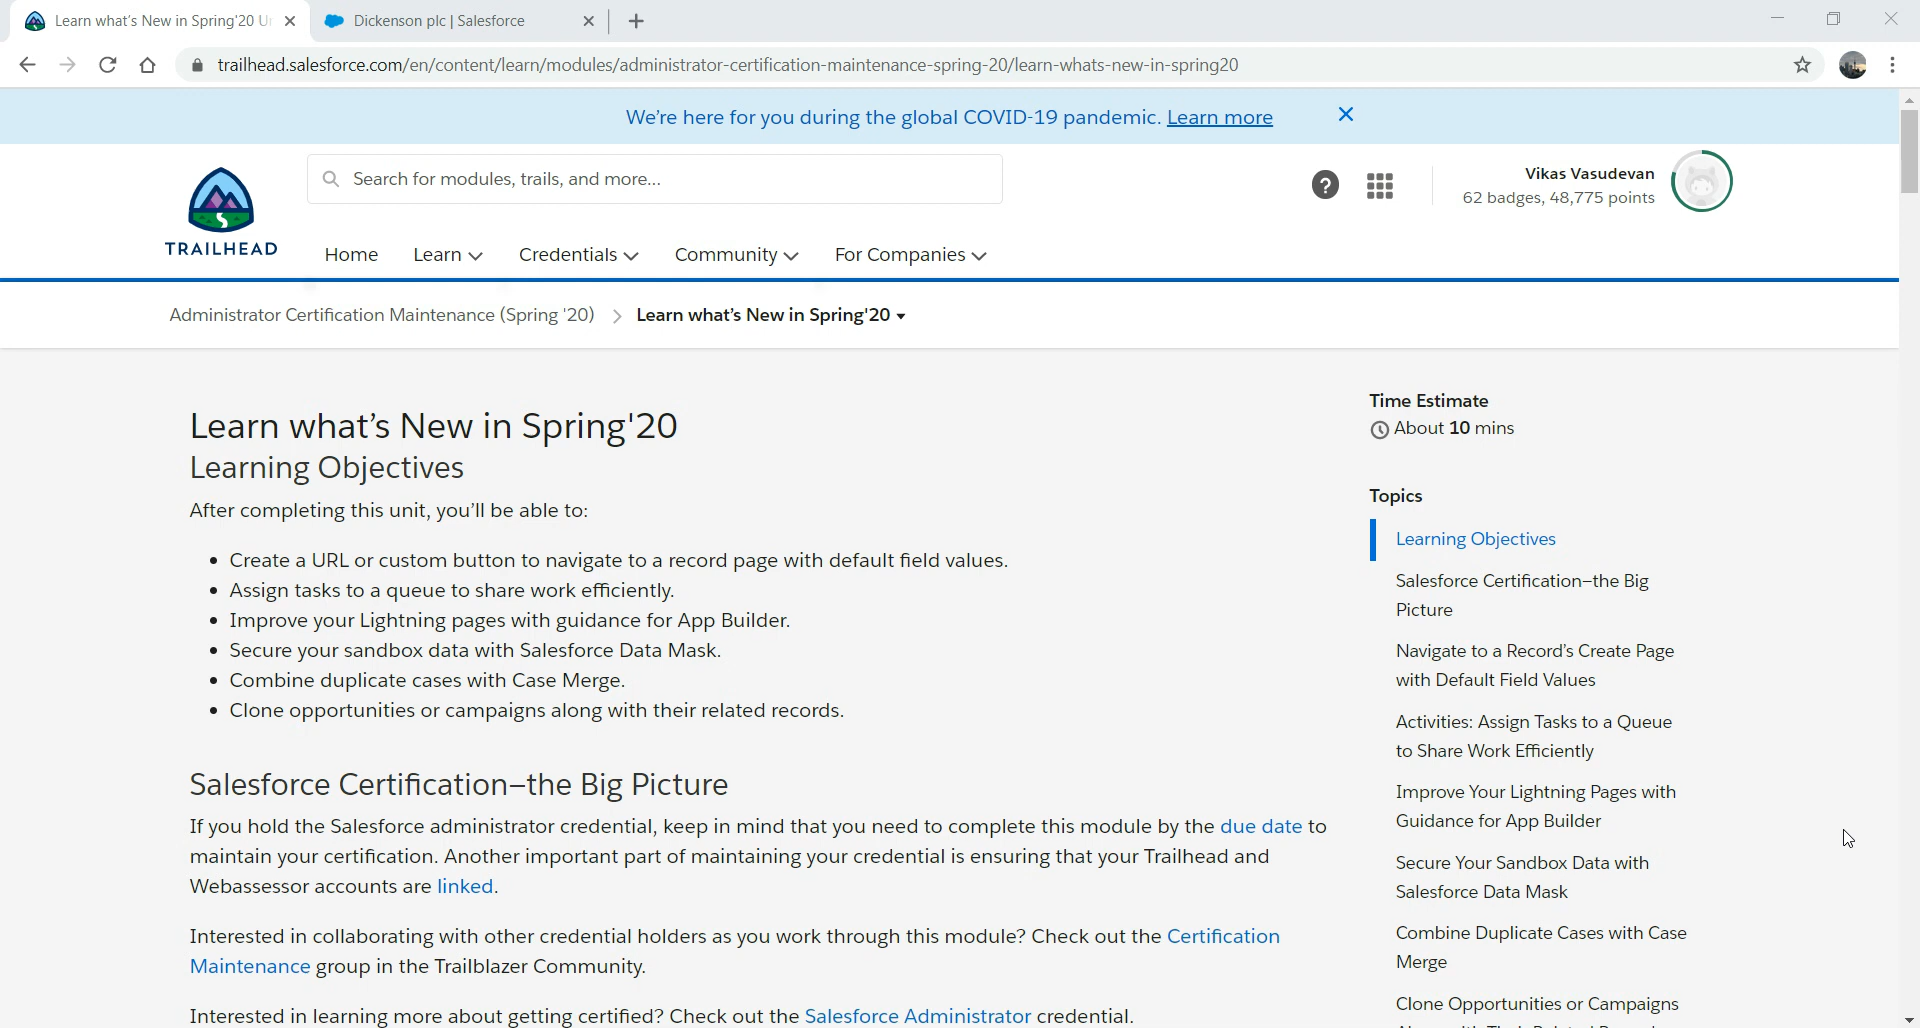 Learn what's New in Spring'20 Un
Dickenson plc | Salesforce
trailhead.salesforce.com/en/content/learn/modules/administrator-certification-maintenance-spring-20/learn-whats-new-in-spring20
We're here for you during the global COVID-19 pandemic. Learn more
TRAILHEAD
Search for modules, trails, and more...
Vikas Vasudevan
62 badges, 48,775 points
Home Learn Credentials Community For Companies
Administrator Certification Maintenance (Spring '20) > Learn what's New in Spring'20
Learn what's New in Spring'20
Learning Objectives
After completing this unit, you'll be able to:
• Create a URL or custom button to navigate to a record page with default field values.
• Assign tasks to a queue to share work efficiently.
• Improve your Lightning pages with guidance for App Builder.
• Secure your sandbox data with Salesforce Data Mask.
• Combine duplicate cases with Case Merge.
• Clone opportunities or campaigns along with their related records.
Salesforce Certification–the Big Picture
If you hold the Salesforce administrator credential, keep in mind that you need to complete this module by the due date to
maintain your certification. Another important part of maintaining your credential is ensuring that your Trailhead and
Webassessor accounts are linked.
Interested in collaborating with other credential holders as you work through this module? Check out the Certification
Maintenance group in the Trailblazer Community.
Interested in learning more about getting certified? Check out the Salesforce Administrator credential.
Time Estimate
About 10 mins
Topics
Learning Objectives
Salesforce Certification–the Big
Picture
Navigate to a Record's Create Page
with Default Field Values
Activities: Assign Tasks to a Queue
to Share Work Efficiently
Improve Your Lightning Pages with
Guidance for App Builder
Secure Your Sandbox Data with
Salesforce Data Mask
Combine Duplicate Cases with Case
Merge
Clone Opportunities or Campaigns